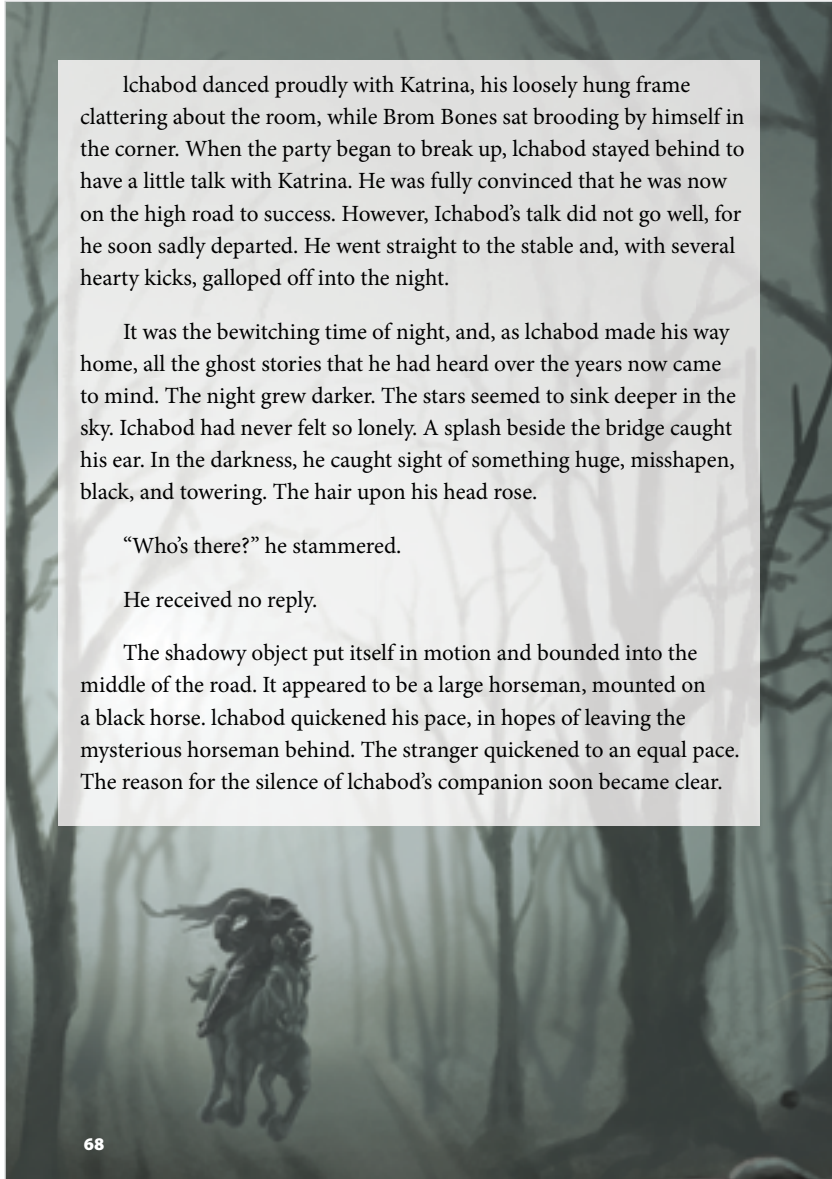 Ichabod danced proudly with Katrina, his loosely hung frame
clattering about the room, while Brom Bones sat brooding by himself in
the corner. When the party began to break up, Ichabod stayed behind to
have a little talk with Katrina. He was fully convinced that he was now
on the high road to success. However, Ichabod’s talk did not go well, for
he soon sadly departed. He went straight to the stable and, with several
hearty kicks, galloped off into the night.
It was the bewitching time of night, and, as Ichabod made his way
home, all the ghost stories that he had heard over the years now came
to mind. The night grew darker. The stars seemed to sink deeper in the
sky. Ichabod had never felt so lonely. A splash beside the bridge caught
his ear. In the darkness, he caught sight of something huge, misshapen,
black, and towering. The hair upon his head rose.
“Who’s there?” he stammered.
He received no reply.
The shadowy object put itself in motion and bounded into the
middle of the road. It appeared to be a large horseman, mounted on
a black horse. Ichabod quickened his pace, in hopes of leaving the
mysterious horseman behind. The stranger quickened to an equal pace.
The reason for the silence of Ichabod’s companion soon became clear.
68